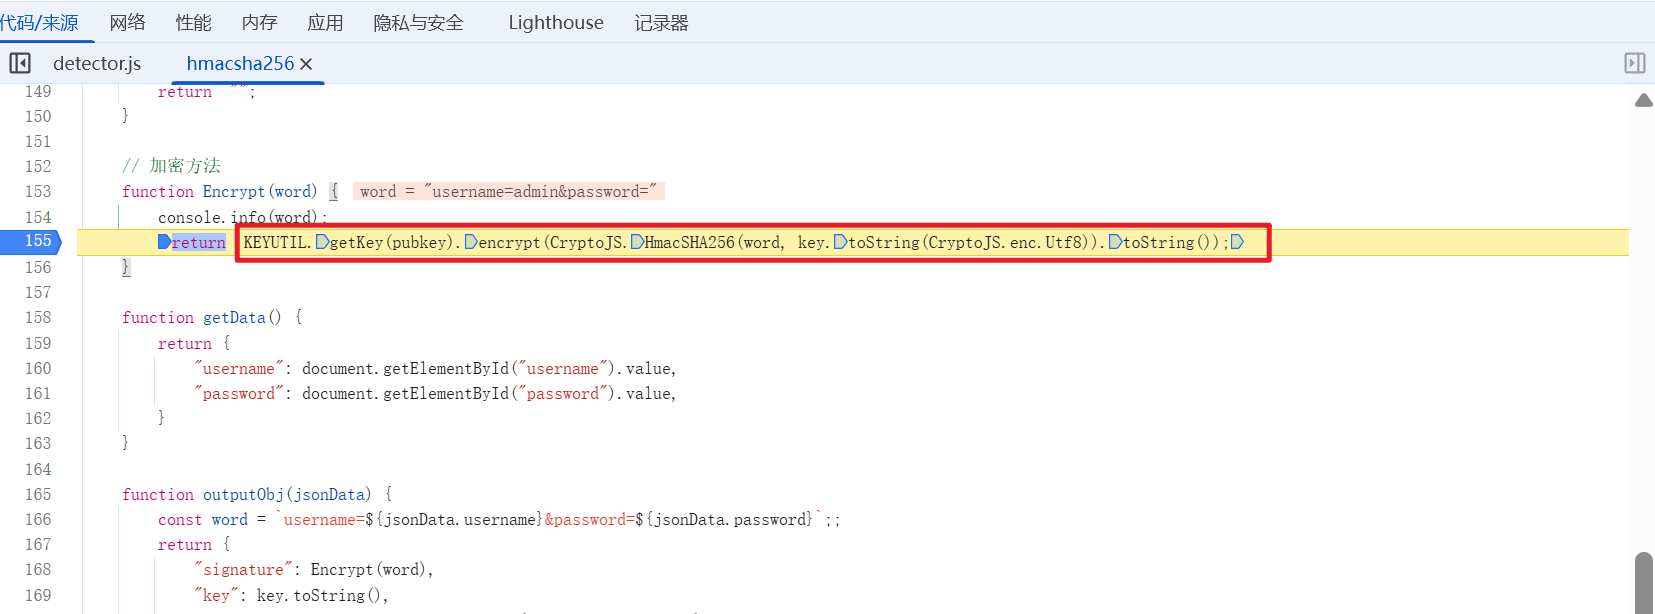 代码/来源 网络 性能 内存 应用 隐私与安全 Lighthouse 记录器
detector.js hmacsha256
149 return "";
150 }
151
152 // 加密方法
153 function Encrypt(word) { word = "username=admin&password="
154 console.info(word);
155 return KEYUTIL.getKey(pubkey).encrypt(CryptoJS.HmacSHA256(word, key.toString(CryptoJS.enc.Utf8)).toString());
156 }
157
158 function getData() {
159 return {
160 "username": document.getElementById("username").value,
161 "password": document.getElementById("password").value,
162 }
163 }
164
165 function outputObj(jsonData) {
166 const word = `username=${jsonData.username}&password=${jsonData.password}`;;
167 return {
168 "signature": Encrypt(word),
169 "key": key.toString(),